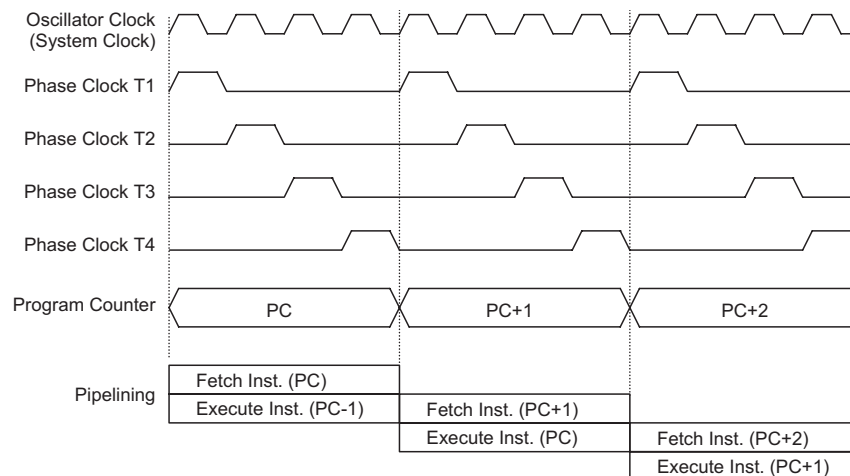 Oscillator Clock
(System Clock)
Phase Clock T1
Phase Clock T2
Phase Clock T3
Phase Clock T4
Program Counter
PC
PC+1
PC+2
Pipelining
Fetch Inst. (PC)
Execute Inst. (PC-1)
Fetch Inst. (PC+1)
Execute Inst. (PC)
Fetch Inst. (PC+2)
Execute Inst. (PC+1)